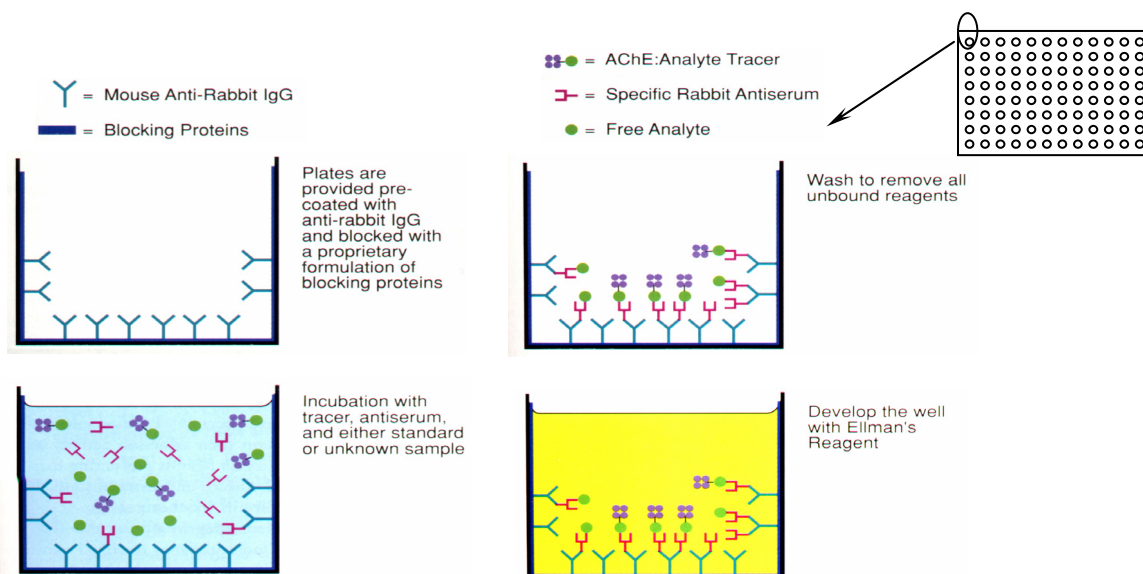 = Mouse Anti-Rabbit IgG
= Blocking Proteins
= AChE:Analyte Tracer
= Specific Rabbit Antiserum
= Free Analyte
Plates are
provided pre-
coated with
anti-rabbit IgG
and blocked with
a proprietary
formulation of
blocking proteins
Wash to remove all
unbound reagents
Incubation with
tracer, antiserum,
and either standard
or unknown sample
Develop the well
with Ellman's
Reagent